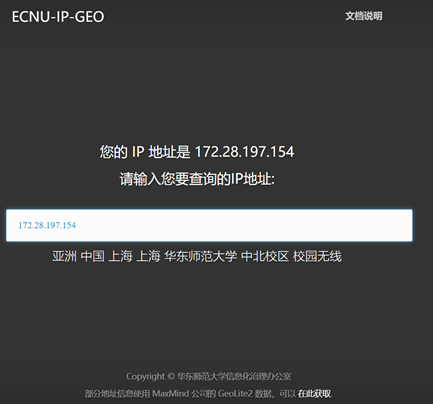 ECNU-IP-GEO
文档说明
您的 IP 地址是 172.28.197.154
请输入您要查询的IP地址:
172.28.197.154
亚洲 中国 上海 上海 华东师范大学 中北校区 校园无线
Copyright © 华东师范大学信息化治理办公室
部分地址信息使用 MaxMind 公司的 GeoLite2 数据，可以 在此获取.